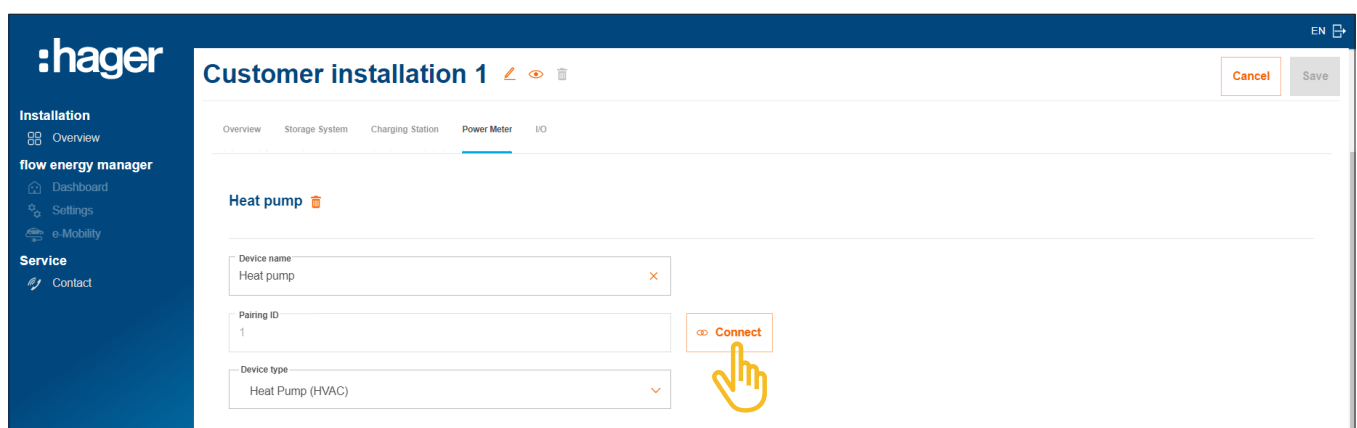 EN
:hager
Customer installation 1
Cancel
Save
Installation
Overview
flow energy manager
Dashboard
Settings
e-Mobility
Service
Contact
Overview Storage System Charging Station Power Meter I/O
Heat pump
Device name
Heat pump
Pairing ID
1
Connect
Device type
Heat Pump (HVAC)